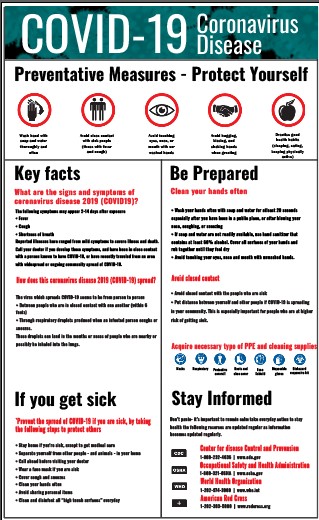 COVID-19 Coronavirus
Disease
Preventative Measures - Protect Yourself
Wash hand with
soap and water
thoroughly and
often
Avoid close contact
with sick people
(those with fever
and cough)
Avoid touching
eyes, nose, or
mouth with un-
washed hands
Avoid hugging,
kissing, and
shaking hands
when greeting
Practice good
health habits
(sleeping, eating,
keeping physically
active)
Key facts
What are the signs and symptoms of
coronavirus disease 2019 (COVID19)?
The following symptoms may appear 2-14 days after exposure
• Fever
• Cough
• Shortness of breath
Reported illnesses have ranged from mild symptoms to severe illness and death.
Call your doctor if you develop these symptoms, and have been in close contact
with a person known to have COVID-19, or have recently traveled from an area
with widespread or ongoing community spread of COVID-19.
How does this coronavirus disease 2019 (COVID-19) spread?
The virus which spreads COVID-19 seems to be from person to person
• Between people who are in close contact with one another (within 6
feet)
• Through respiratory droplets produced when an infected person coughs or
sneezes.
These droplets can land in the mouths or noses of people who are nearby or
possibly be inhaled into the lungs.
Be Prepared
Clean your hands often
• Wash your hands often with soap and water for at least 20 seconds
especially after you have been in a public place, or after blowing your
nose, coughing, or sneezing
• If soap and water are not readily available, use hand sanitizer that
contains at least 60% alcohol. Cover all surfaces of your hands and
rub together until they feel dry
• Avoid touching your eyes, nose and mouth with unwashed hands.
Avoid closed contact
• Avoid closed contact with the people who are sick
• Put distance between yourself and other people if COVID-19 is spreading
in your community. This is especially important for people who are at higher
risk of getting sick.
Acquire necessary type of PPE and cleaning supplies
Masks
Respiratory
Protective
coverall
Boots and
shoe cover
Face
Shield
Disposable
gloves
Biohazard
If you get sick
*Prevent the spread of COVID-19 if you are sick, by taking
the following steps to protect others
• Stay home if you're sick, except to get medical care
• Separate yourself from other people - and animals - in your home
• Call ahead before visiting your doctor
• Wear a face mask if you are sick
• Cover cough and sneezes
• Clean your hands often
• Avoid sharing personal items
• Clean and disinfect all "high touch surfaces" everyday
Stay Informed
Don't panic- It's important to remain calm take everyday action to stay
health the following resources are updated regular as information
becomes updated regularly.
CDC
Center for disease Control and Prevension
1-800-232-4636 | www.cdc.gov
OSHA
Occupational Safety and Health Administration
1-800-321-OSHA | www.osha.gov
WHO
World Health Organization
1-202-974-3000 | www.who.int
American Red Cross
1-202-303-5000 | www.redcross.org